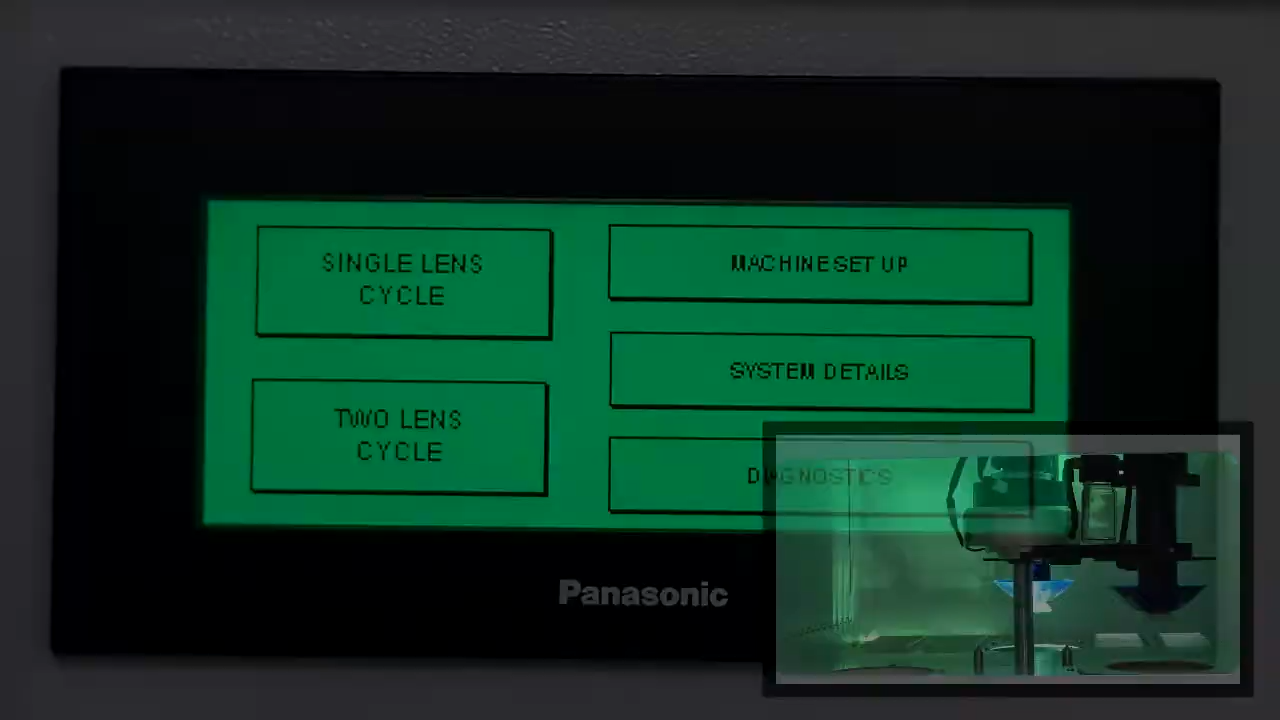 SINGLE LENS
CYCLE
TWO LENS
CYCLE
MACHINE SET UP
SYSTEM DETAILS
DIAGNOSTICS
Panasonic